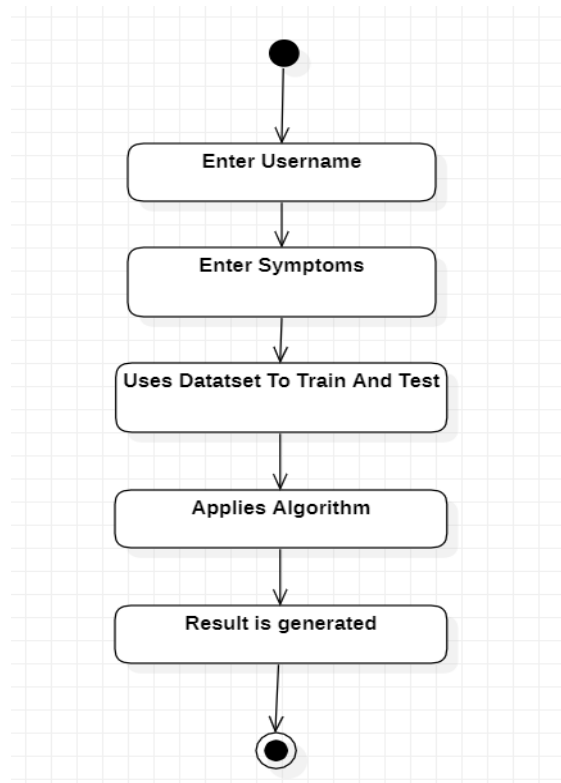 Enter Username
Enter Symptoms
Uses Datatset To Train And Test
Applies Algorithm
Result is generated